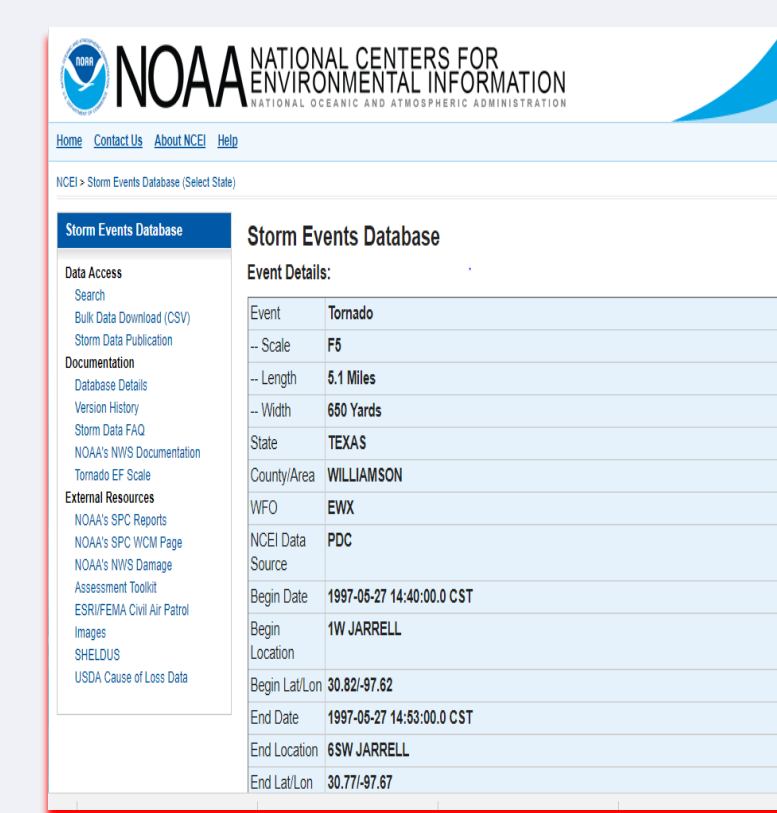 NOAA
NOAA NATIONAL CENTERS FOR
ENVIRONMENTAL INFORMATION
NATIONAL OCEANIC AND ATMOSPHERIC ADMINISTRATION
Home Contact Us About NCEI Help
NCEI > Storm Events Database (Select State)
Storm Events Database
Data Access
Search
Bulk Data Download (CSV)
Storm Data Publication
Documentation
Database Details
Version History
Storm Data FAQ
NOAA's NWS Documentation
Tornado EF Scale
External Resources
NOAA's SPC Reports
NOAA's SPC WCM Page
NOAA's NWS Damage
Assessment Toolkit
ESRI/FEMA Civil Air Patrol
Images
SHELDUS
USDA Cause of Loss Data
Storm Events Database
Event Details:
Event Tornado
-- Scale F5
-- Length 5.1 Miles
-- Width 650 Yards
State TEXAS
County/Area WILLIAMSON
WFO EWX
NCEI Data PDC
Source
Begin Date 1997-05-27 14:40:00.0 CST
Begin 1W JARRELL
Location
Begin Lat/Lon 30.82/-97.62
End Date 1997-05-27 14:53:00.0 CST
End Location 6SW JARRELL
End Lat/Lon 30.77/-97.67